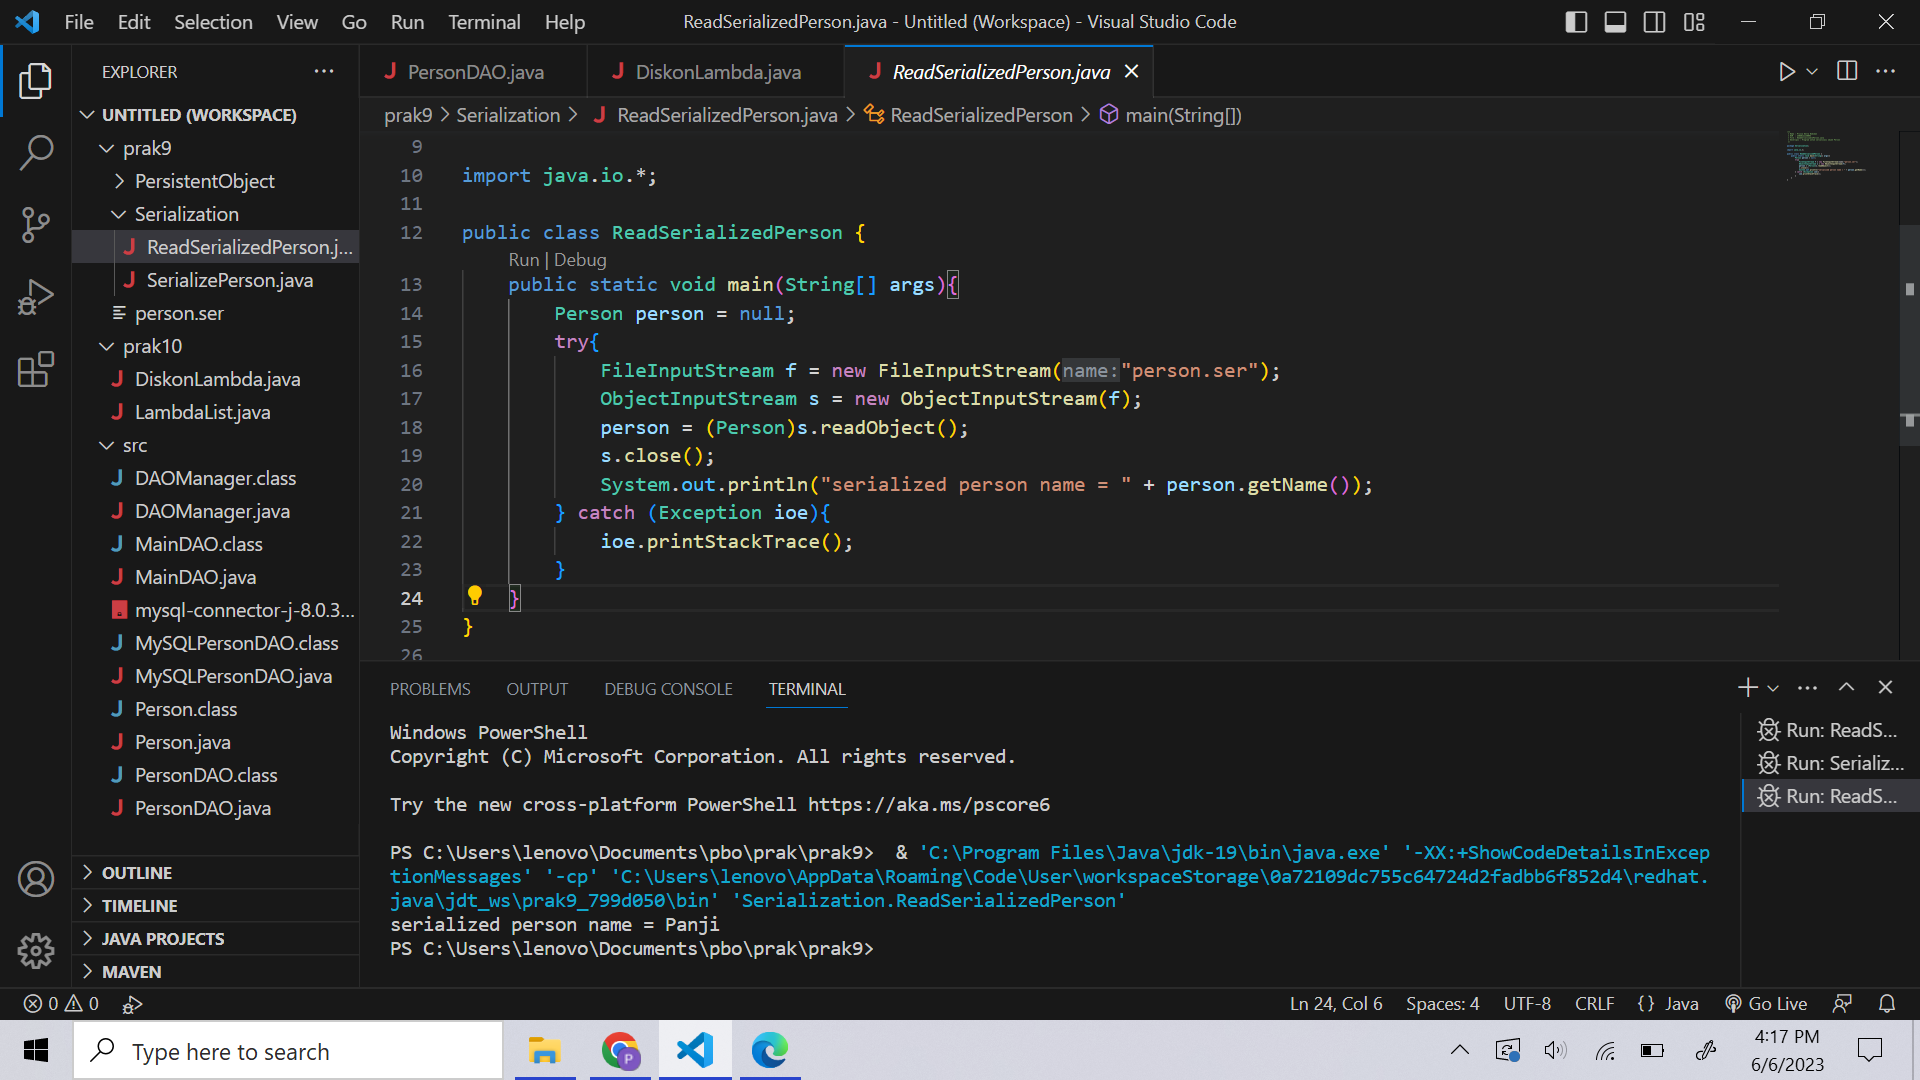 File Edit Selection View Go Run Terminal Help
ReadSerializedPerson.java - Untitled (Workspace) - Visual Studio Code
EXPLORER
UNTITLED (WORKSPACE)
prak9
PersistentObject
Serialization
ReadSerializedPerson.j...
SerializePerson.java
person.ser
prak10
DiskonLambda.java
LambdaList.java
src
DAOManager.class
DAOManager.java
MainDAO.class
MainDAO.java
mysql-connector-j-8.0.3...
MySQLPersonDAO.class
MySQLPersonDAO.java
Person.class
Person.java
PersonDAO.class
PersonDAO.java
OUTLINE
TIMELINE
JAVA PROJECTS
MAVEN
PersonDAO.java DiskonLambda.java ReadSerializedPerson.java
prak9 > Serialization > ReadSerializedPerson.java > ReadSerializedPerson > main(String[])
9
10 import java.io.*;
11
12 public class ReadSerializedPerson {
Run | Debug
13 public static void main(String[] args){
14 Person person = null;
15 try{
16 FileInputStream f = new FileInputStream(name:"person.ser");
17 ObjectInputStream s = new ObjectInputStream(f);
18 person = (Person)s.readObject();
19 s.close();
20 System.out.println("serialized person name = " + person.getName());
21 } catch (Exception ioe){
22 ioe.printStackTrace();
23 }
24 }
25 }
26
PROBLEMS OUTPUT DEBUG CONSOLE TERMINAL
Windows PowerShell
Copyright (C) Microsoft Corporation. All rights reserved.
Try the new cross-platform PowerShell https://aka.ms/pscore6
PS C:\Users\lenovo\Documents\pbo\prak\prak9> & 'C:\Program Files\Java\jdk-19\bin\java.exe' '-XX:+ShowCodeDetailsInExcep
tionMessages' '-cp' 'C:\Users\lenovo\AppData\Roaming\Code\User\workspaceStorage\0a72109dc755c64724d2fadbb6f852d4\redhat.
java\jdt_ws\prak9_799d050\bin' 'Serialization.ReadSerializedPerson'
serialized person name = Panji
PS C:\Users\lenovo\Documents\pbo\prak\prak9>
Run: ReadS...
Run: Serializ...
Run: ReadS...
0 0
Ln 24, Col 6 Spaces: 4 UTF-8 CRLF {} Java Go Live
Type here to search
P
4:17 PM
6/6/2023